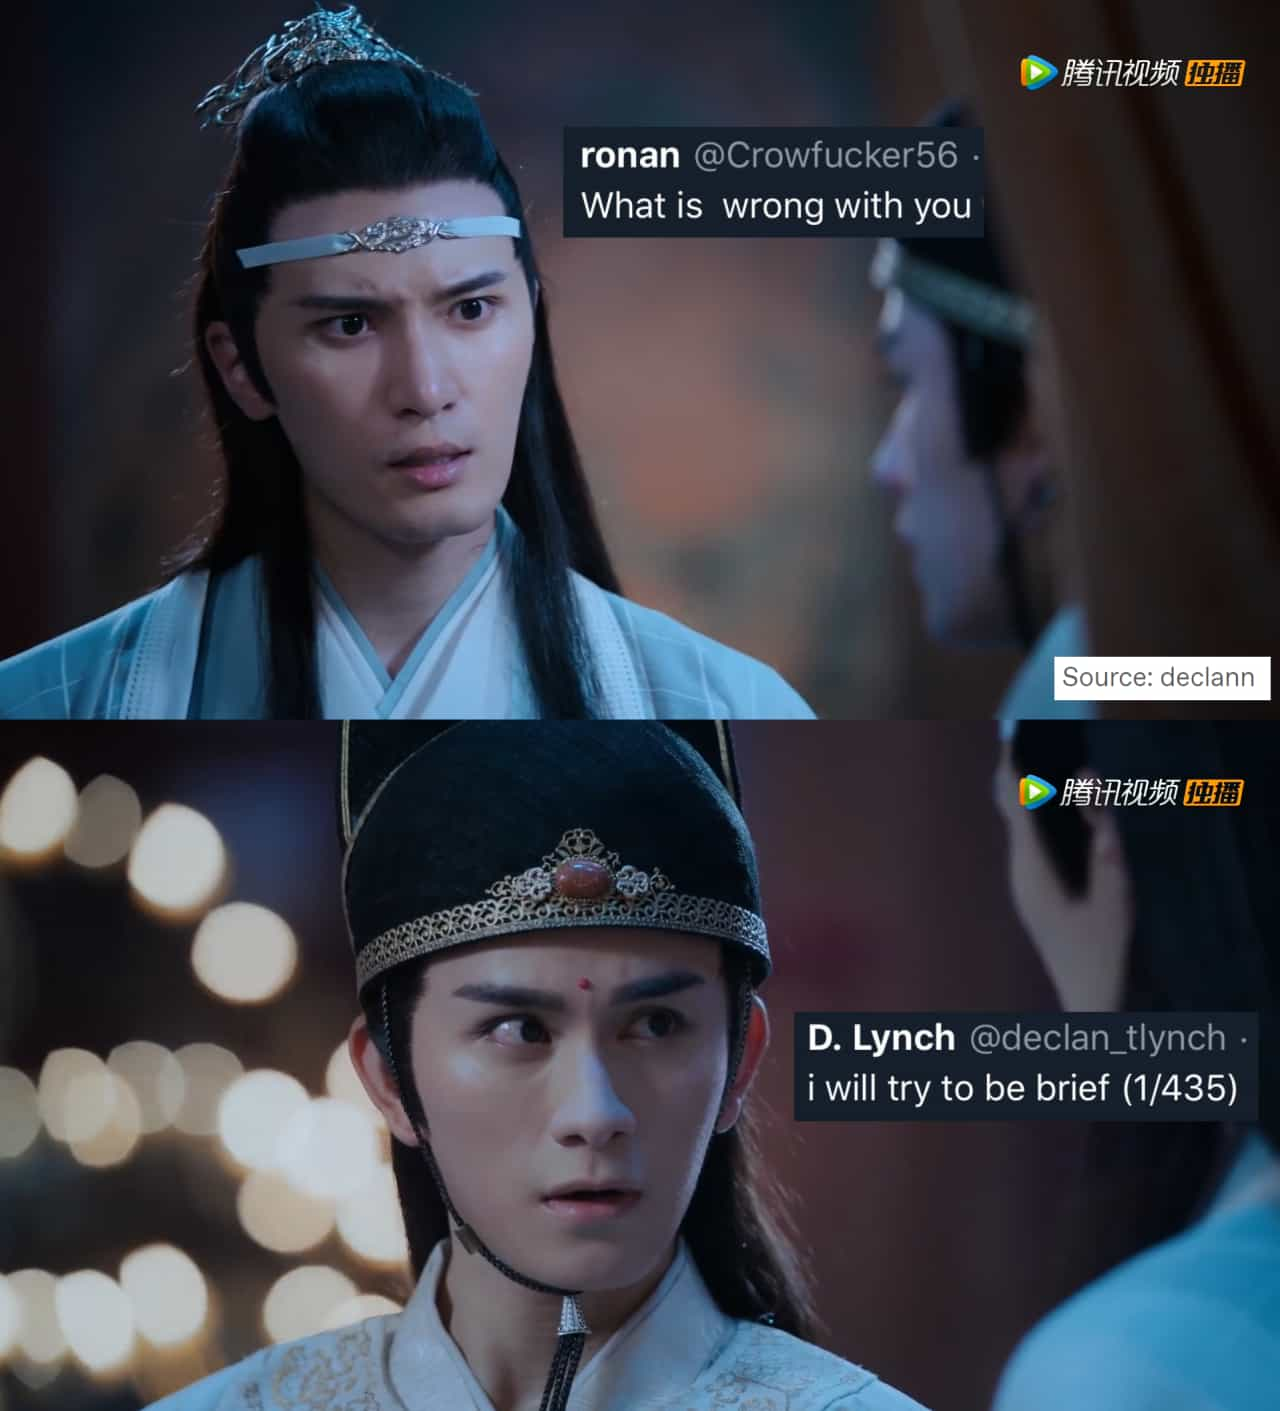 腾讯视频 独播
ronan @Crowfucker56 ·
What is  wrong with you
Source: declann
腾讯视频 独播
D. Lynch @declan_tlynch ·
i will try to be brief (1/435)